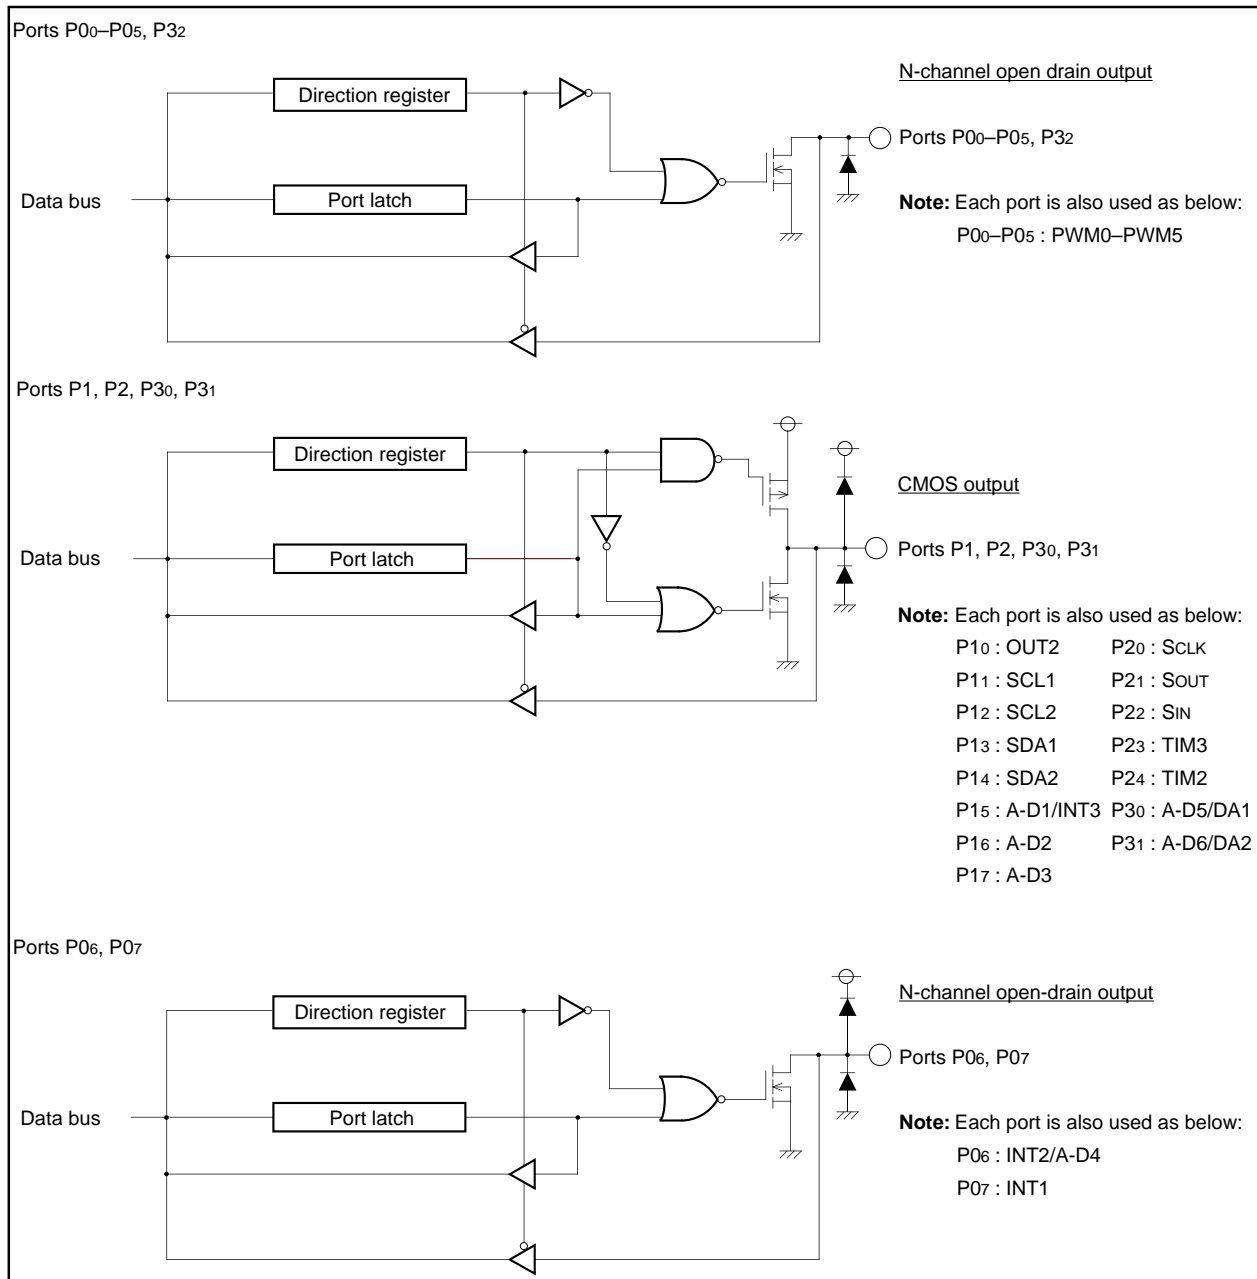 Ports P00–P05, P32
N-channel open drain output
Direction register
Ports P00–P05, P32
Data bus
Port latch
Note: Each port is also used as below:
P00–P05 : PWM0–PWM5
Ports P1, P2, P30, P31
Direction register
CMOS output
Data bus
Port latch
Ports P1, P2, P30, P31
Note: Each port is also used as below:
P10 : OUT2 P20 : SCLK
P11 : SCL1 P21 : SOUT
P12 : SCL2 P22 : SIN
P13 : SDA1 P23 : TIM3
P14 : SDA2 P24 : TIM2
P15 : A-D1/INT3 P30 : A-D5/DA1
P16 : A-D2 P31 : A-D6/DA2
P17 : A-D3
Ports P06, P07
N-channel open-drain output
Direction register
Ports P06, P07
Data bus
Port latch
Note: Each port is also used as below:
P06 : INT2/A-D4
P07 : INT1